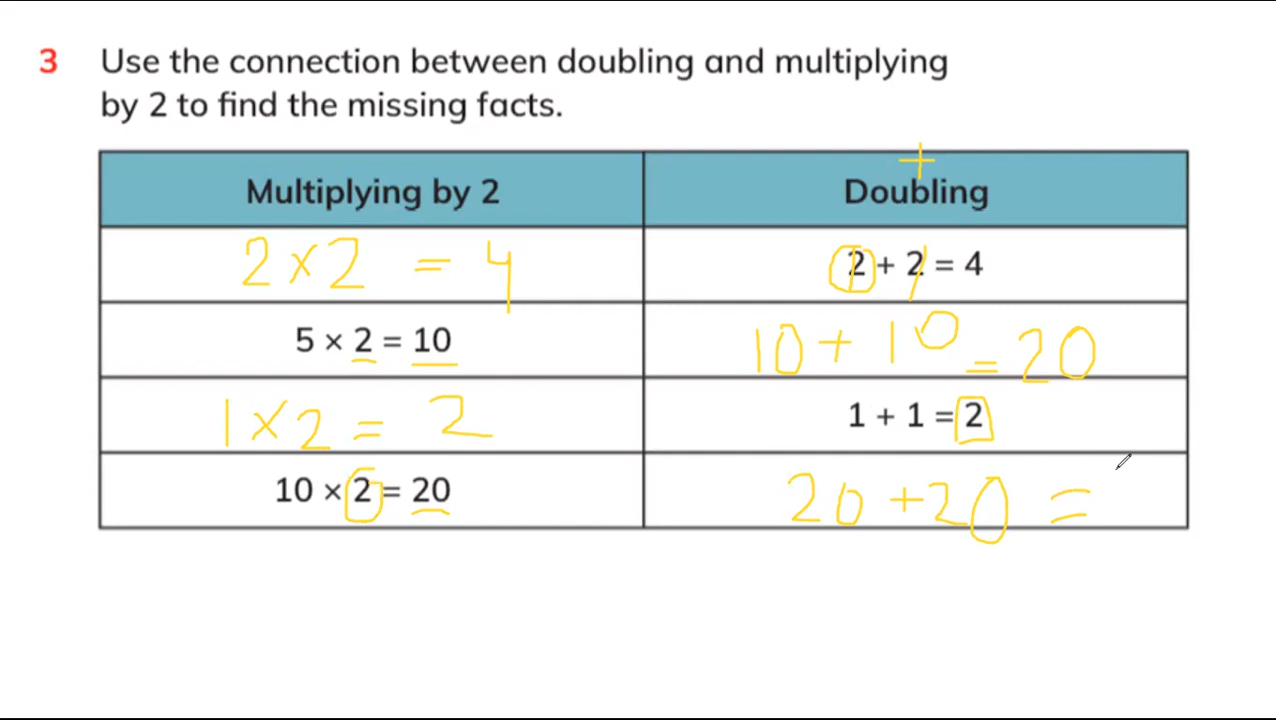 3 Use the connection between doubling and multiplying
by 2 to find the missing facts.
+
Multiplying by 2 Doubling
2 × 2 = 4 2 + 2 = 4
5 × 2 = 10 10 + 10 = 20
1 × 2 = 2 1 + 1 = 2
10 × 2 = 20 20 + 20 =